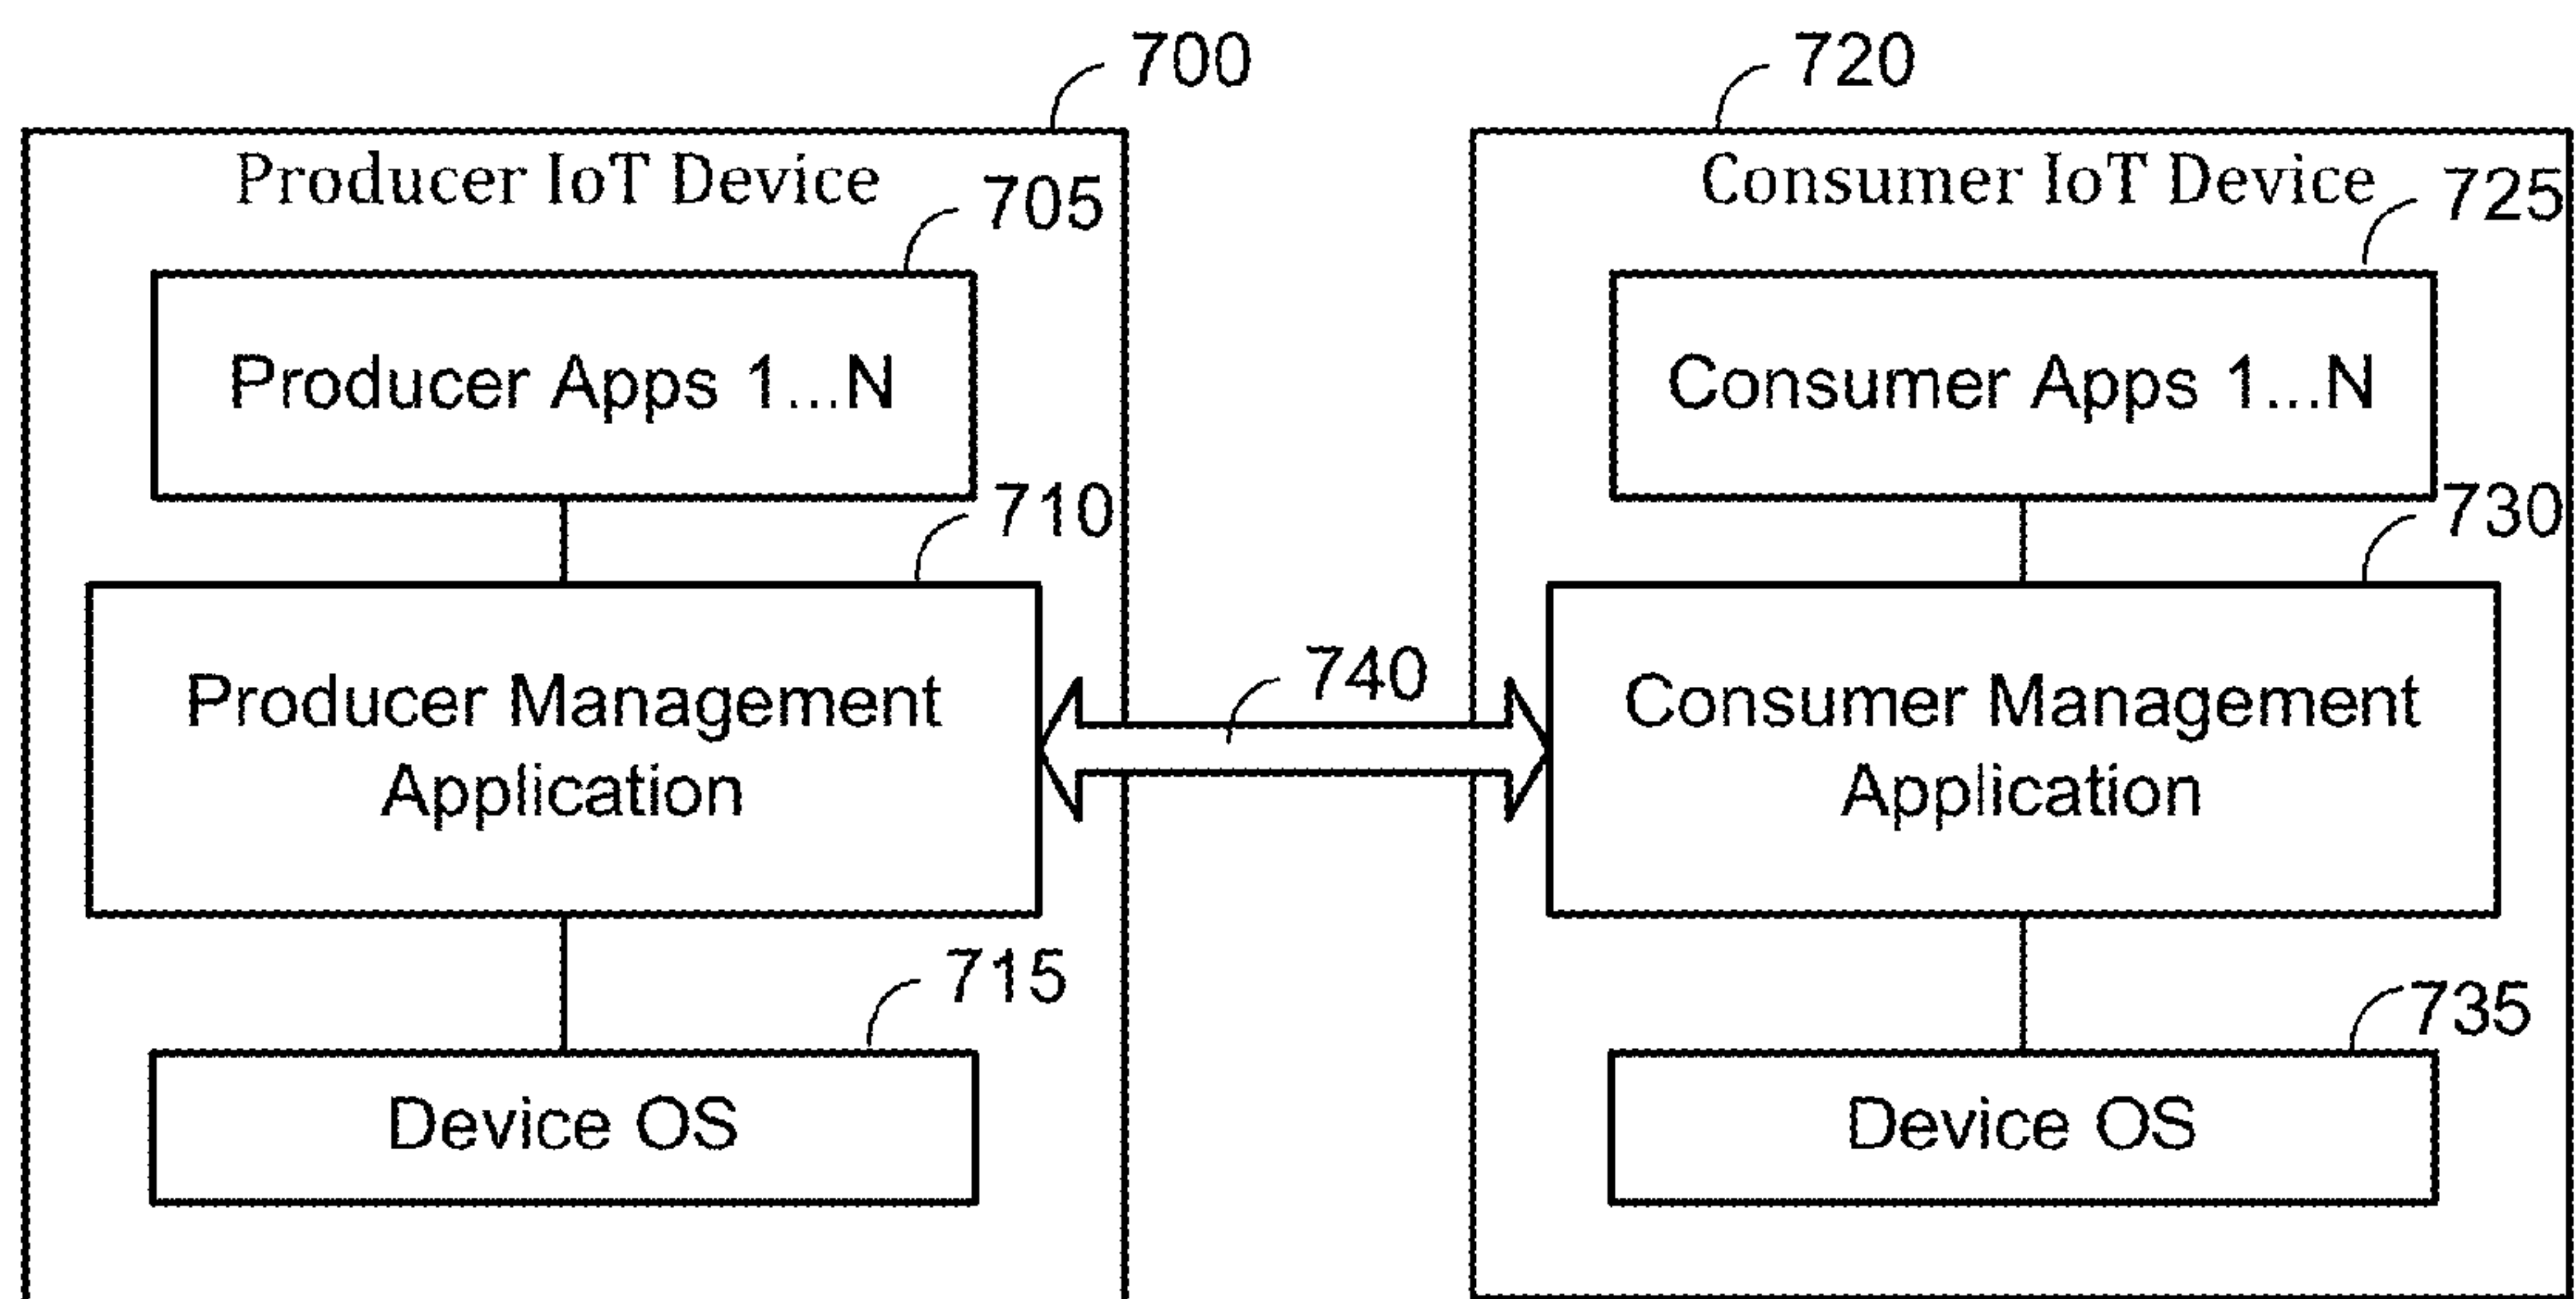 700
Producer IoT Device
705
Producer Apps 1...N
710
Producer Management
Application
715
Device OS
740
720
Consumer IoT Device
725
Consumer Apps 1...N
730
Consumer Management
Application
735
Device OS